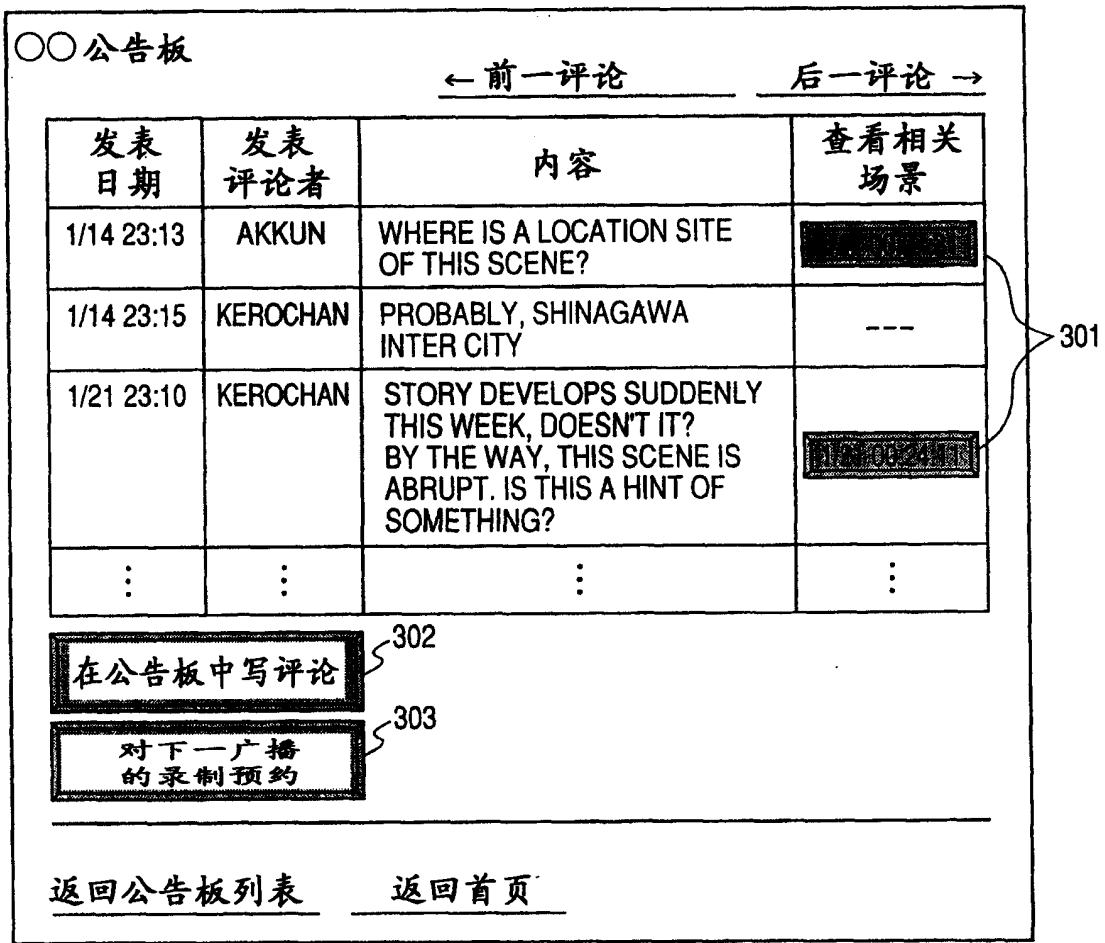 ○○公告板
←前一评论 后一评论→
发表日期 发表评论者 内容 查看相关场景
1/14 23:13 AKKUN WHERE IS A LOCATION SITE
OF THIS SCENE?
1/14 23:15 KEROCHAN PROBABLY, SHINAGAWA ---
INTER CITY
301
1/21 23:10 KEROCHAN STORY DEVELOPS SUDDENLY
THIS WEEK, DOESN'T IT?
BY THE WAY, THIS SCENE IS
ABRUPT. IS THIS A HINT OF
SOMETHING?
⋮ ⋮ ⋮ ⋮
302
在公告板中写评论
303
对下一广播
的录制预约
返回公告板列表 返回首页